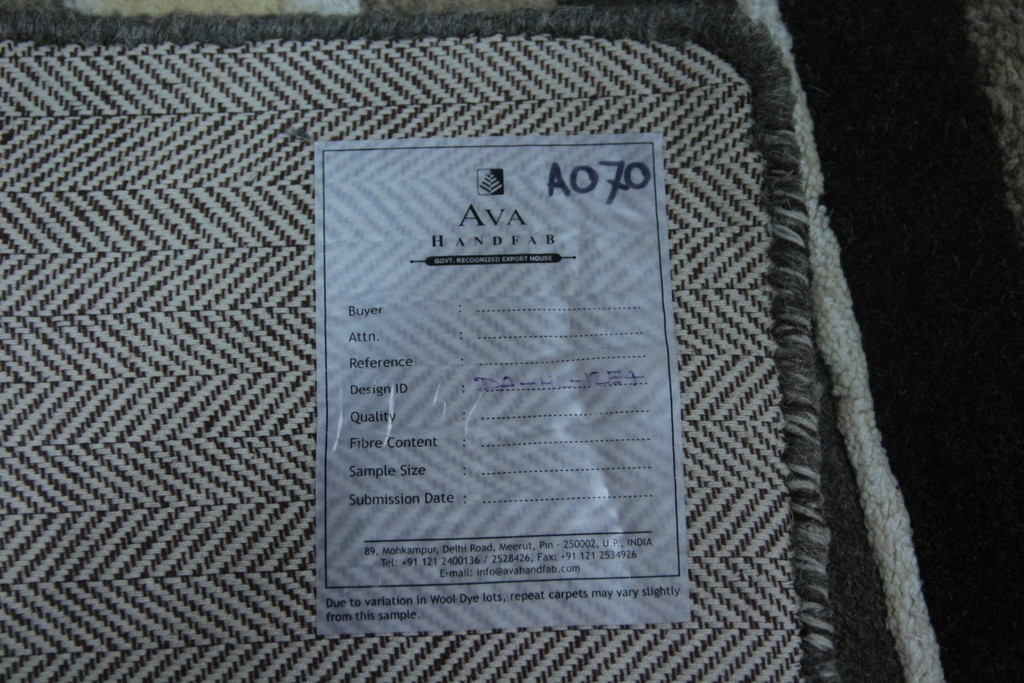 A070
AVA
HANDFAB
GOVT. RECOGNIZED EXPORT HOUSE
Buyer :
Attn. :
Reference :
Design ID :
Quality :
Fibre Content :
Sample Size :
Submission Date :
89, Mohkampur, Delhi Road, Meerut, Pin - 250002, U.P., INDIA
Tel: +91 121 2400136 / 2528426, Fax: +91 121 2534926
E-mail: info@avahandfab.com
Due to variation in Wool Dye lots, repeat carpets may vary slightly
from this sample.